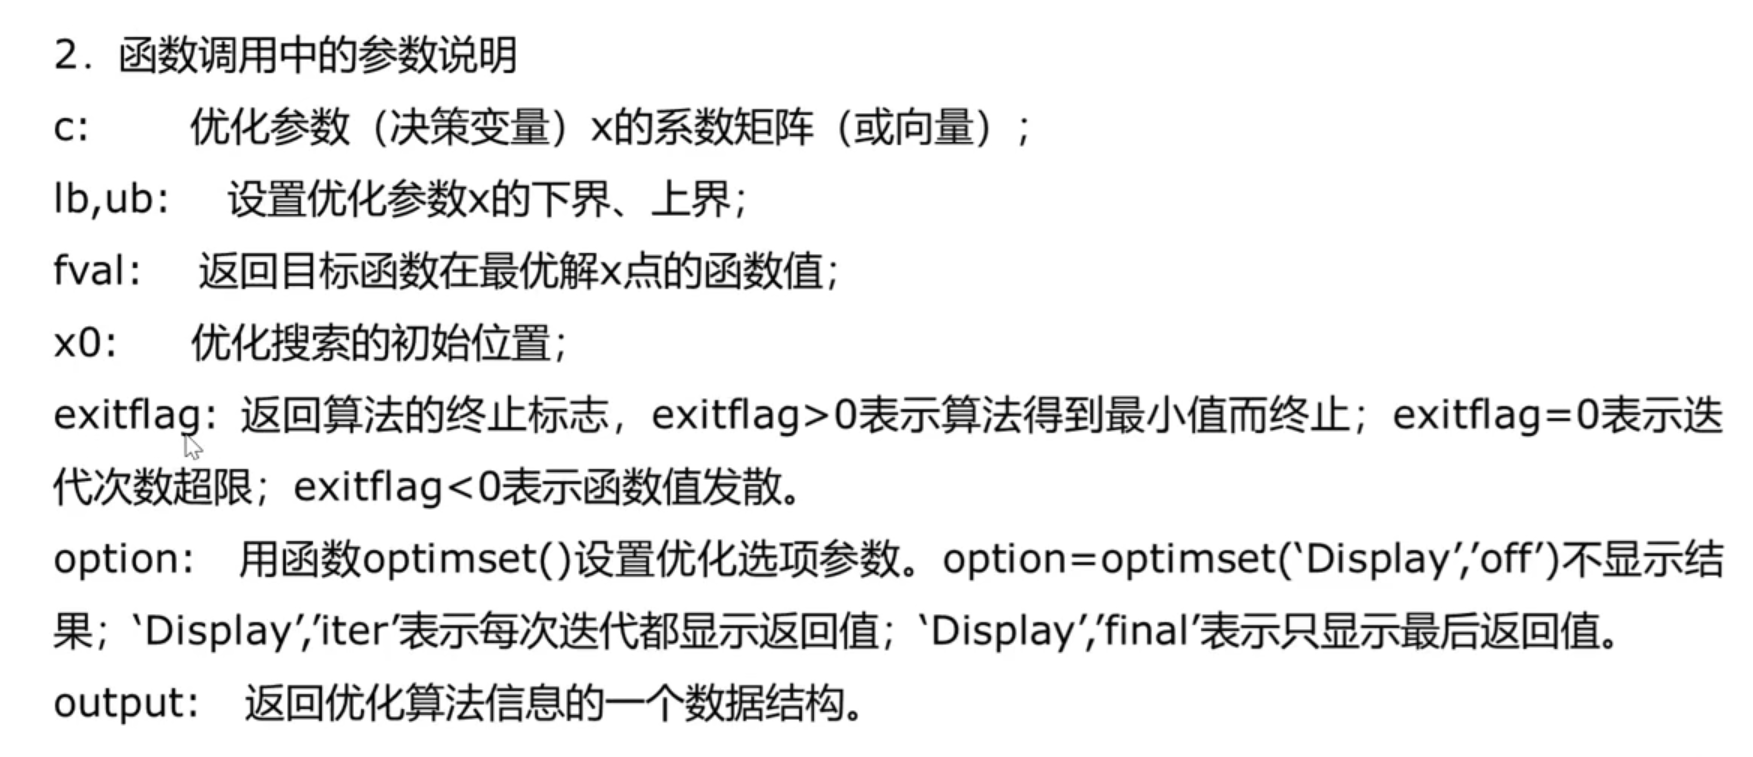 2. 函数调用中的参数说明
c: 优化参数（决策变量）x的系数矩阵（或向量）;
lb,ub: 设置优化参数x的下界、上界;
fval: 返回目标函数在最优解x点的函数值;
x0: 优化搜索的初始位置;
exitflag: 返回算法的终止标志，exitflag>0表示算法得到最小值而终止；exitflag=0表示迭
代次数超限；exitflag<0表示函数值发散。
option: 用函数optimset()设置优化选项参数。option=optimset(‘Display’,’off’)不显示结
果；‘Display’,’iter’表示每次迭代都显示返回值；‘Display’,’final’表示只显示最后返回值。
output: 返回优化算法信息的一个数据结构。